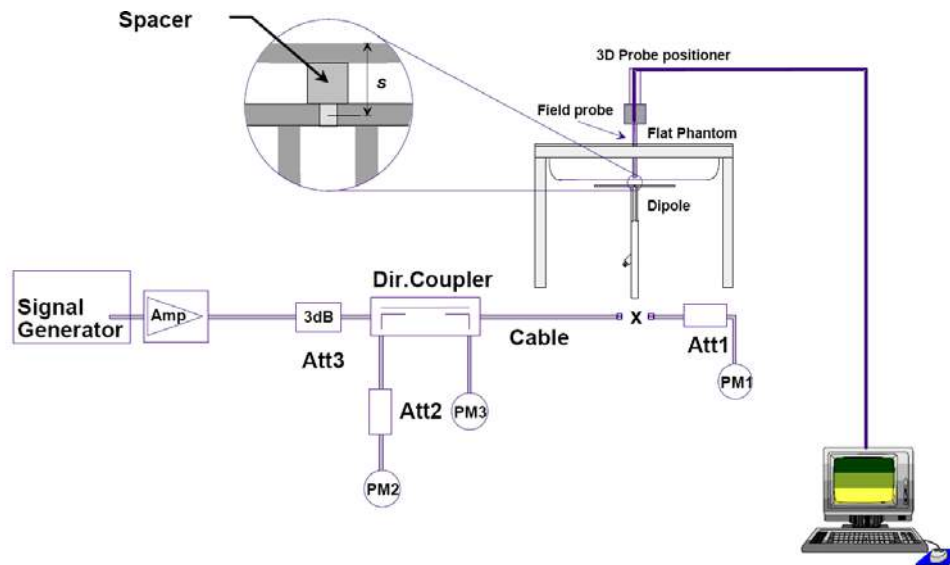 Spacer
s
3D Probe positioner
Field probe
Flat Phantom
Dipole
Signal
Generator
Amp
3dB
Att3
Dir.Coupler
Cable
x
Att1
PM1
Att2
PM3
PM2